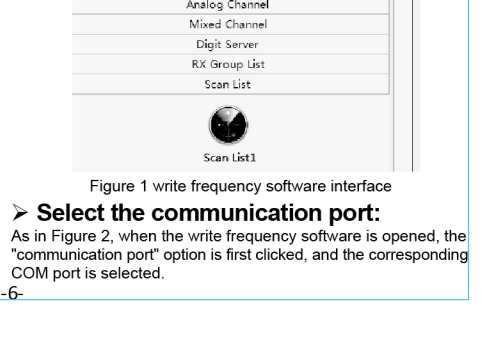 Analog Channel
Mixed Channel
Digit Server
RX Group List
Scan List
Scan List1
Figure 1 write frequency software interface
➢ Select the communication port:
As in Figure 2, when the write frequency software is opened, the
"communication port" option is first clicked, and the corresponding
COM port is selected.
-6-